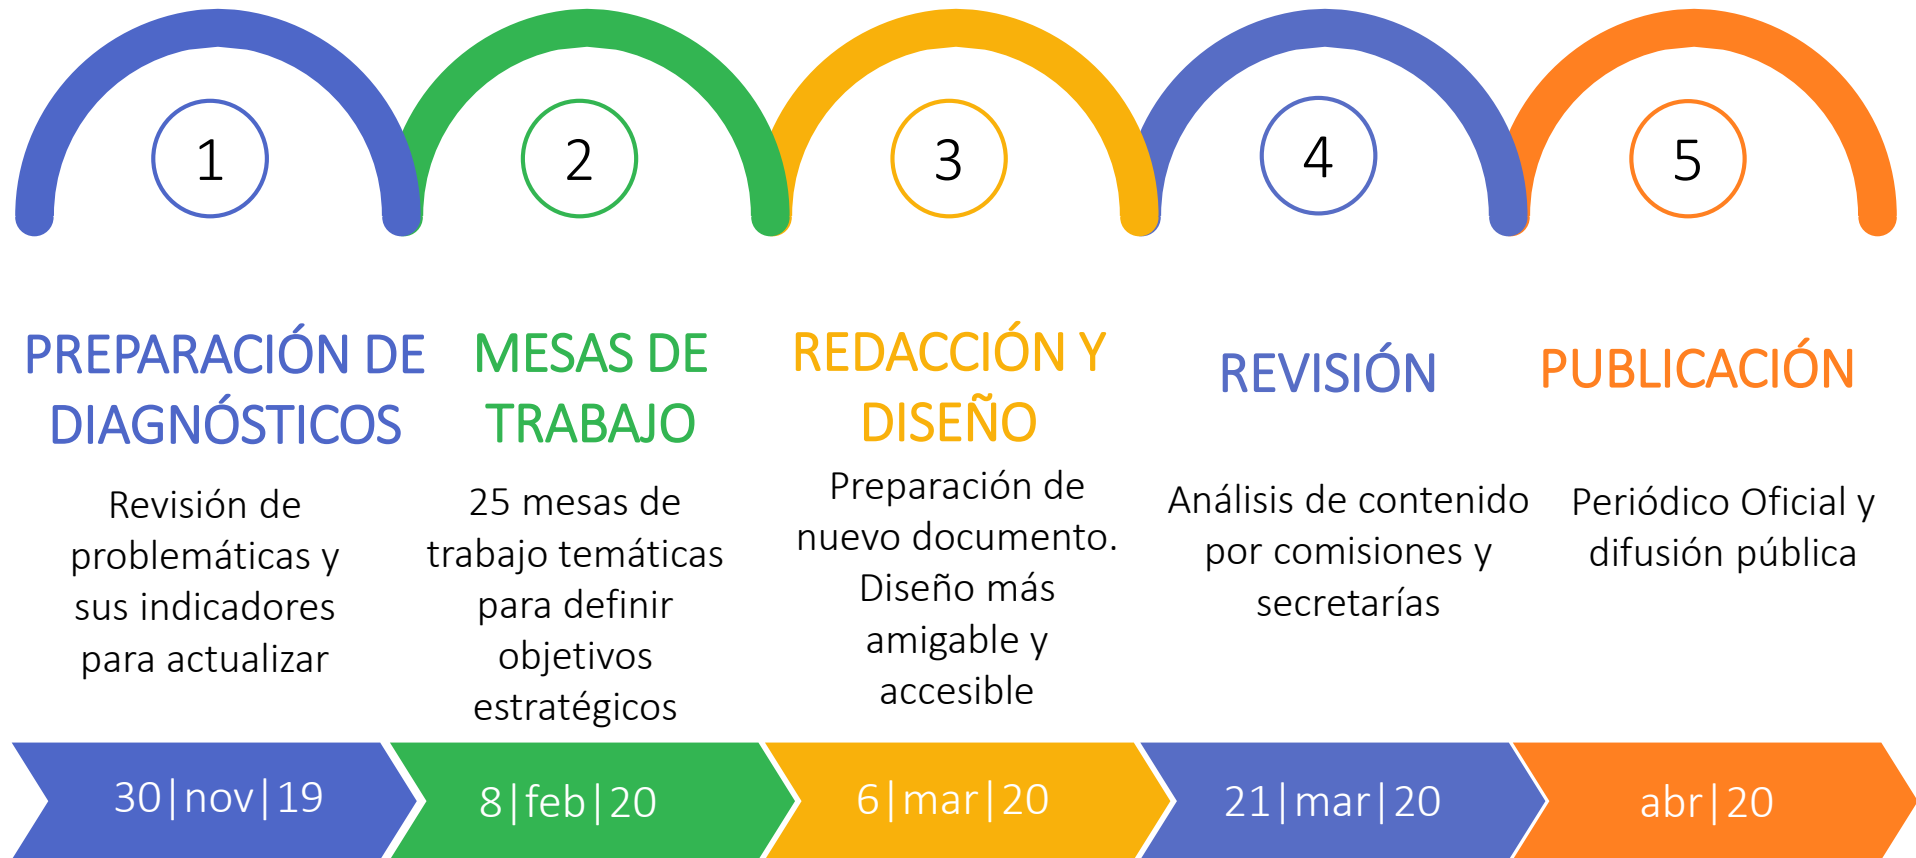 1
2
3
4
5
PREPARACIÓN DE
DIAGNÓSTICOS
Revisión de
problemáticas y
sus indicadores
para actualizar
MESAS DE
TRABAJO
25 mesas de
trabajo temáticas
para definir
objetivos
estratégicos
REDACCIÓN Y
DISEÑO
Preparación de
nuevo documento.
Diseño más
amigable y
accesible
REVISIÓN
Análisis de contenido
por comisiones y
secretarías
PUBLICACIÓN
Periódico Oficial y
difusión pública
30|nov|19
8|feb|20
6|mar|20
21|mar|20
abr|20